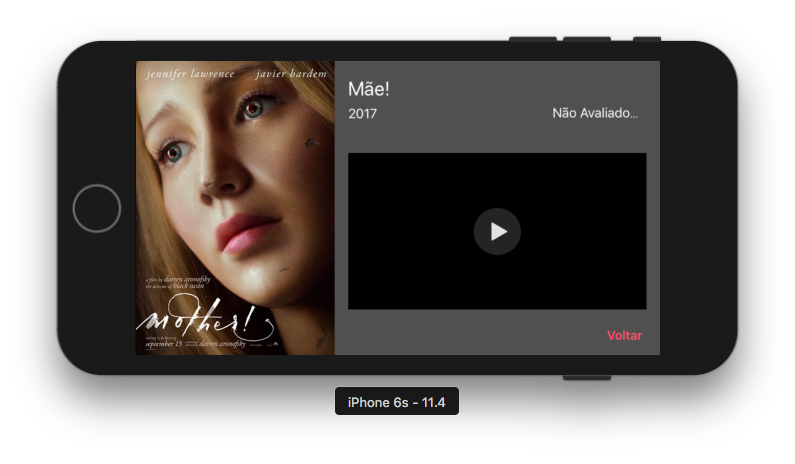 jennifer lawrence javier bardem
a film by darren aronofsky
the director of black swan
mother!
september 15
darren aronofsky
Mãe!
2017
Não Avaliado...
Voltar
iPhone 6s - 11.4